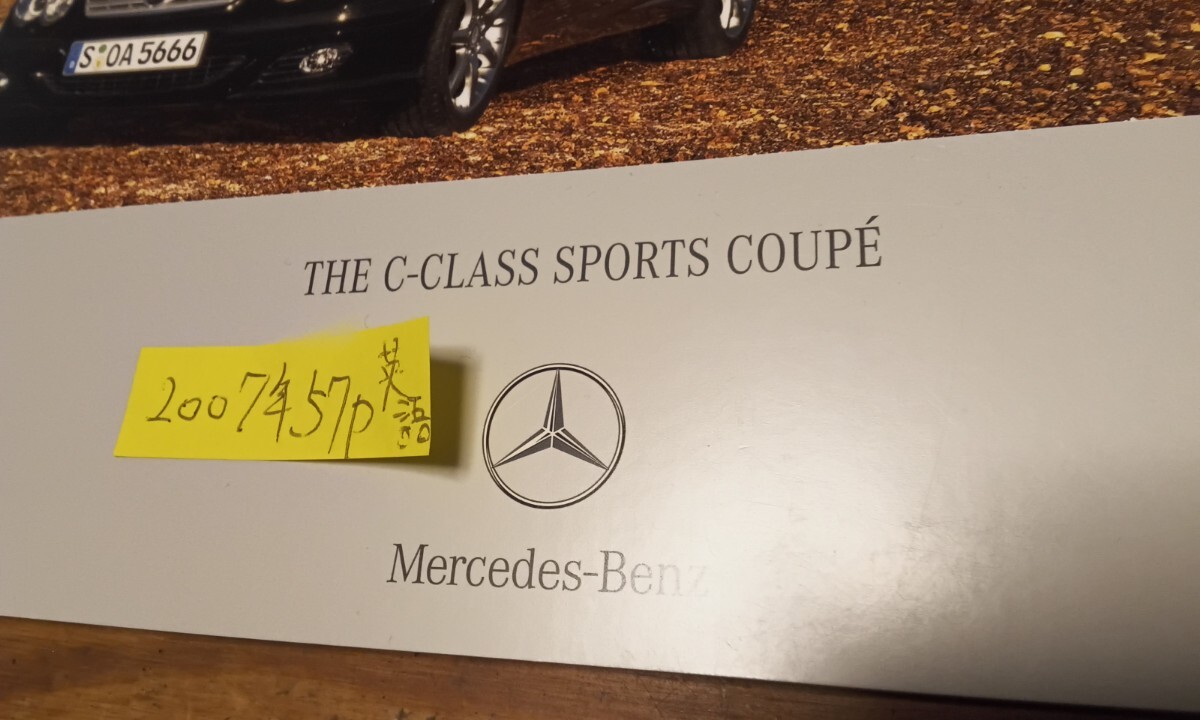 S OA 5666
THE C-CLASS SPORTS COUPÉ
2007年57p英語
Mercedes-Benz